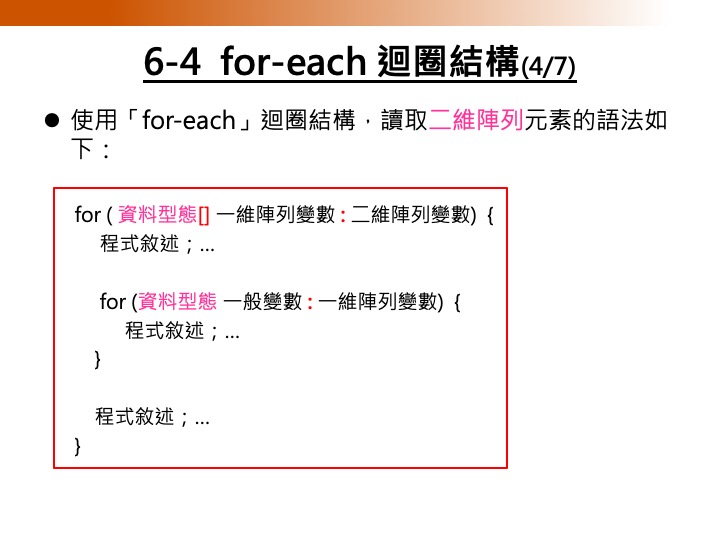 6-4 for-each 迴圈結構(4/7)
● 使用「for-each」迴圈結構，讀取二維陣列元素的語法如
下：
for ( 資料型態[] 一維陣列變數 : 二維陣列變數) {
程式敘述；…
for (資料型態 一般變數 : 一維陣列變數) {
程式敘述；…
}
程式敘述；…
}